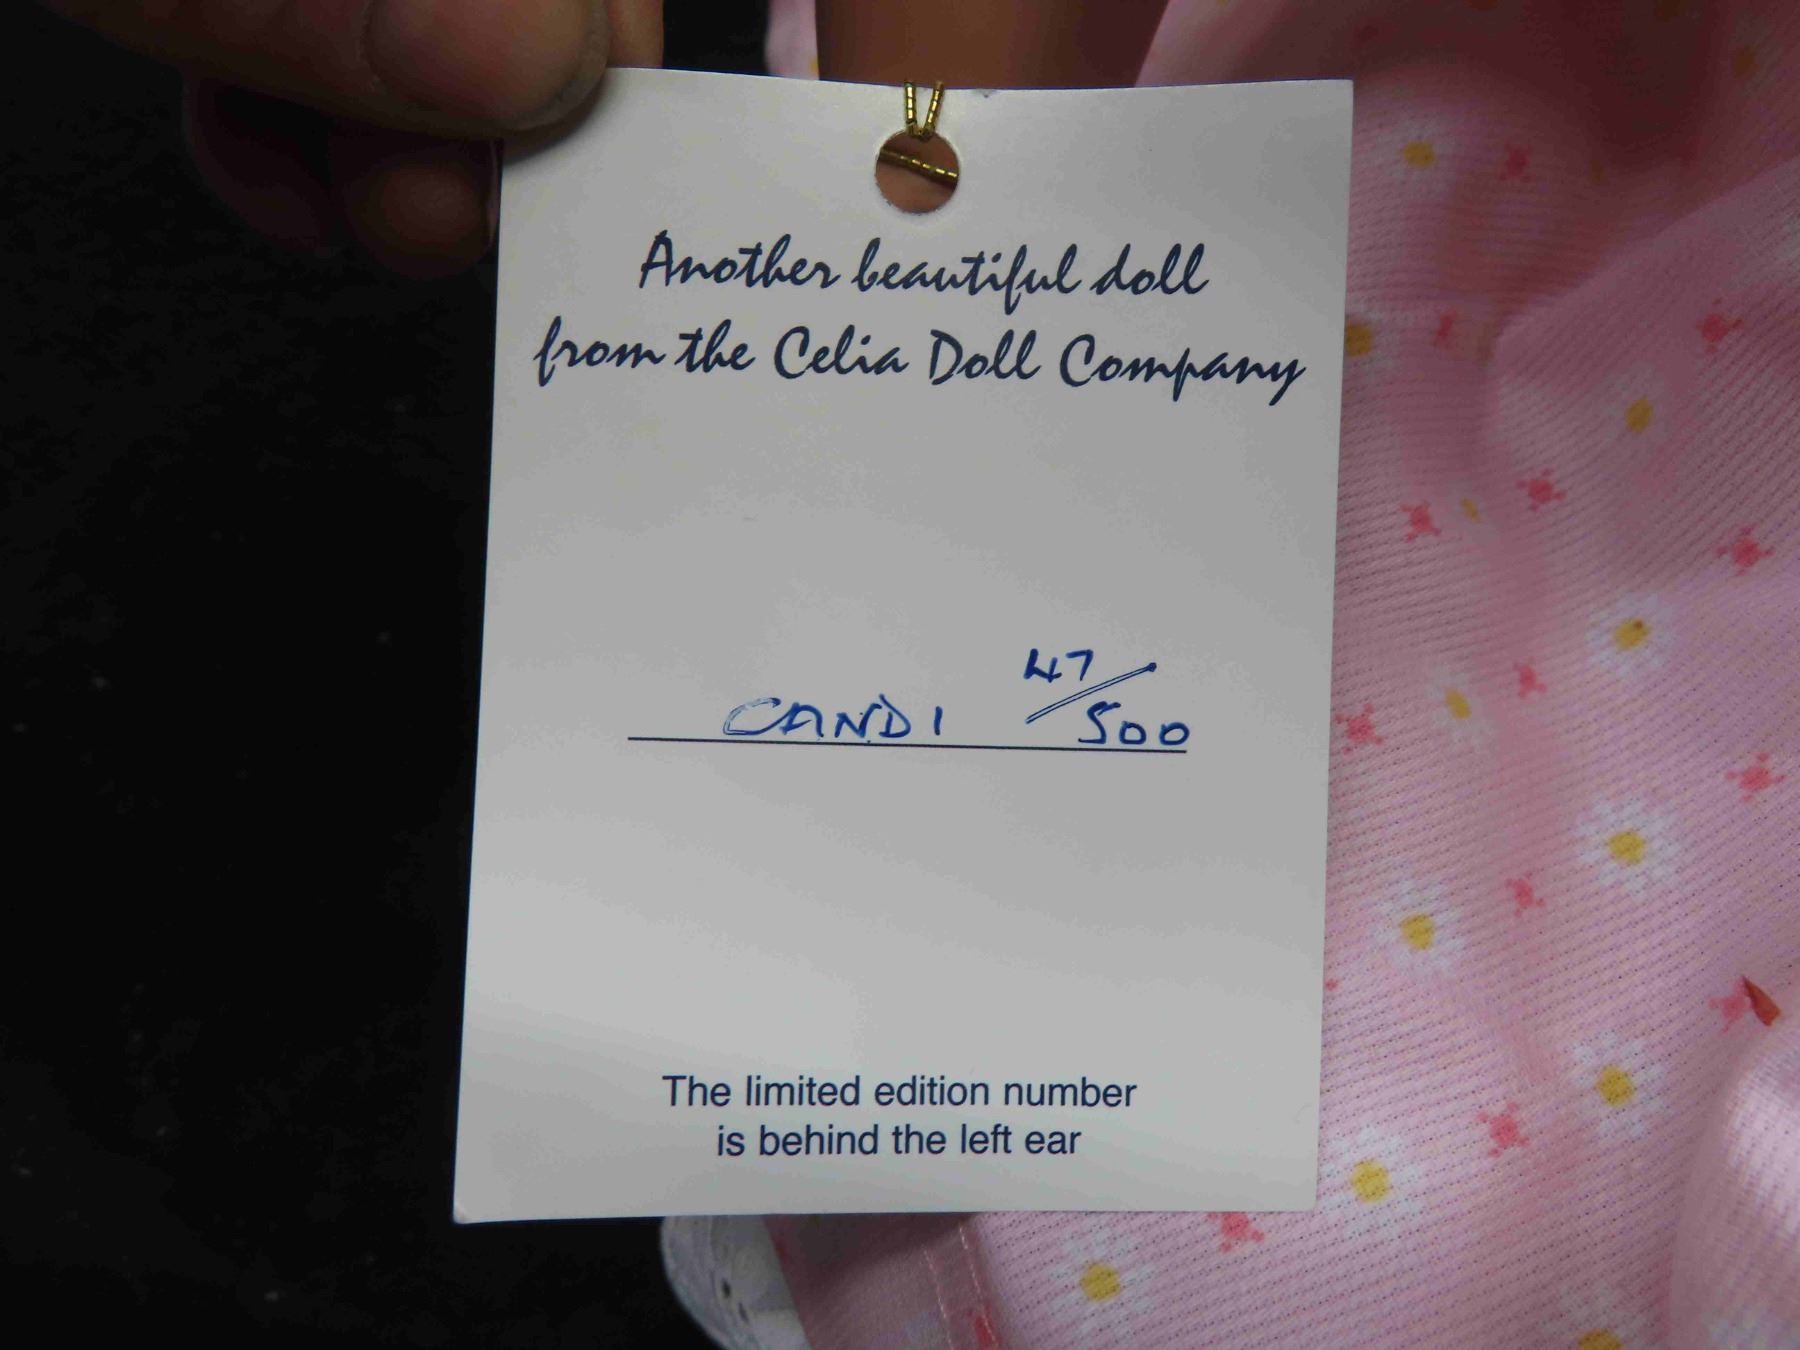 Another beautiful doll
from the Celia Doll Company
CANDI 47/500
The limited edition number
is behind the left ear